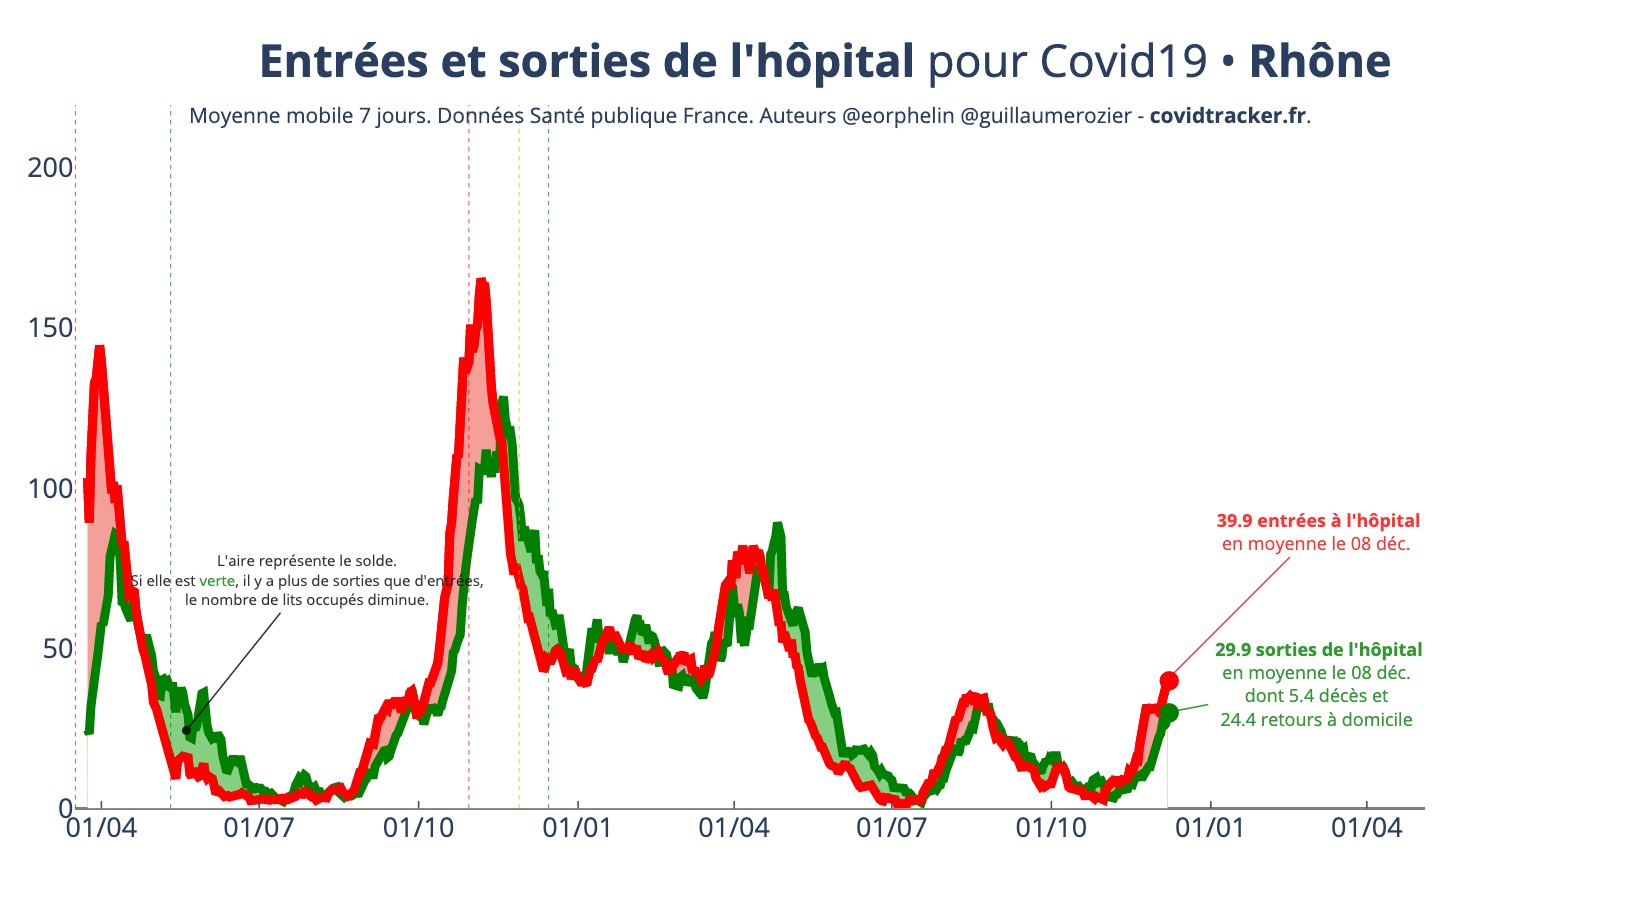 Entrées et sorties de l'hôpital pour Covid19 • Rhône
Moyenne mobile 7 jours. Données Santé publique France. Auteurs @eorphelin @guillaumerozier - covidtracker.fr.
200
150
100
50
0
L'aire représente le solde.
Si elle est verte, il y a plus de sorties que d'entrées,
le nombre de lits occupés diminue.
39.9 entrées à l'hôpital
en moyenne le 08 déc.
29.9 sorties de l'hôpital
en moyenne le 08 déc.
dont 5.4 décès et
24.4 retours à domicile
01/04 01/07 01/10 01/01 01/04 01/07 01/10 01/01 01/04